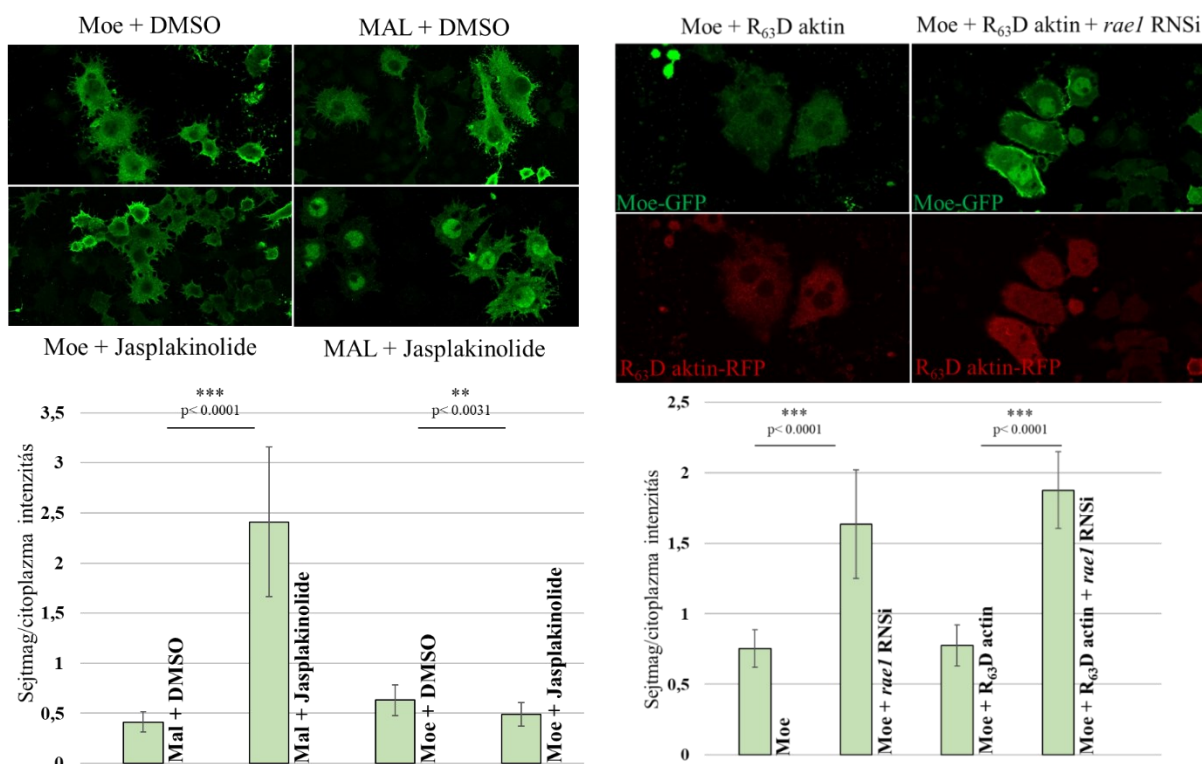 Moe + DMSO
MAL + DMSO
Moe + Jasplakinolide
MAL + Jasplakinolide
***
p< 0.0001
**
p< 0.0031
3,5
3
2,5
2
1,5
1
0,5
0
Sejtmag/citoplazma intenzitás
Mal + DMSO
Mal + Jasplakinolide
Moe + DMSO
Moe + Jasplakinolide
Moe + R₆₃D aktin
Moe + R₆₃D aktin + rae1 RNSi
Moe-GFP
Moe-GFP
R₆₃D aktin-RFP
R₆₃D aktin-RFP
***
p< 0.0001
***
p< 0.0001
2,5
2
1,5
1
0,5
0
Sejtmag/citoplazma intenzitás
Moe
Moe + rae1 RNSi
Moe + R₆₃D actin
Moe + R₆₃D actin + rae1 RNSi